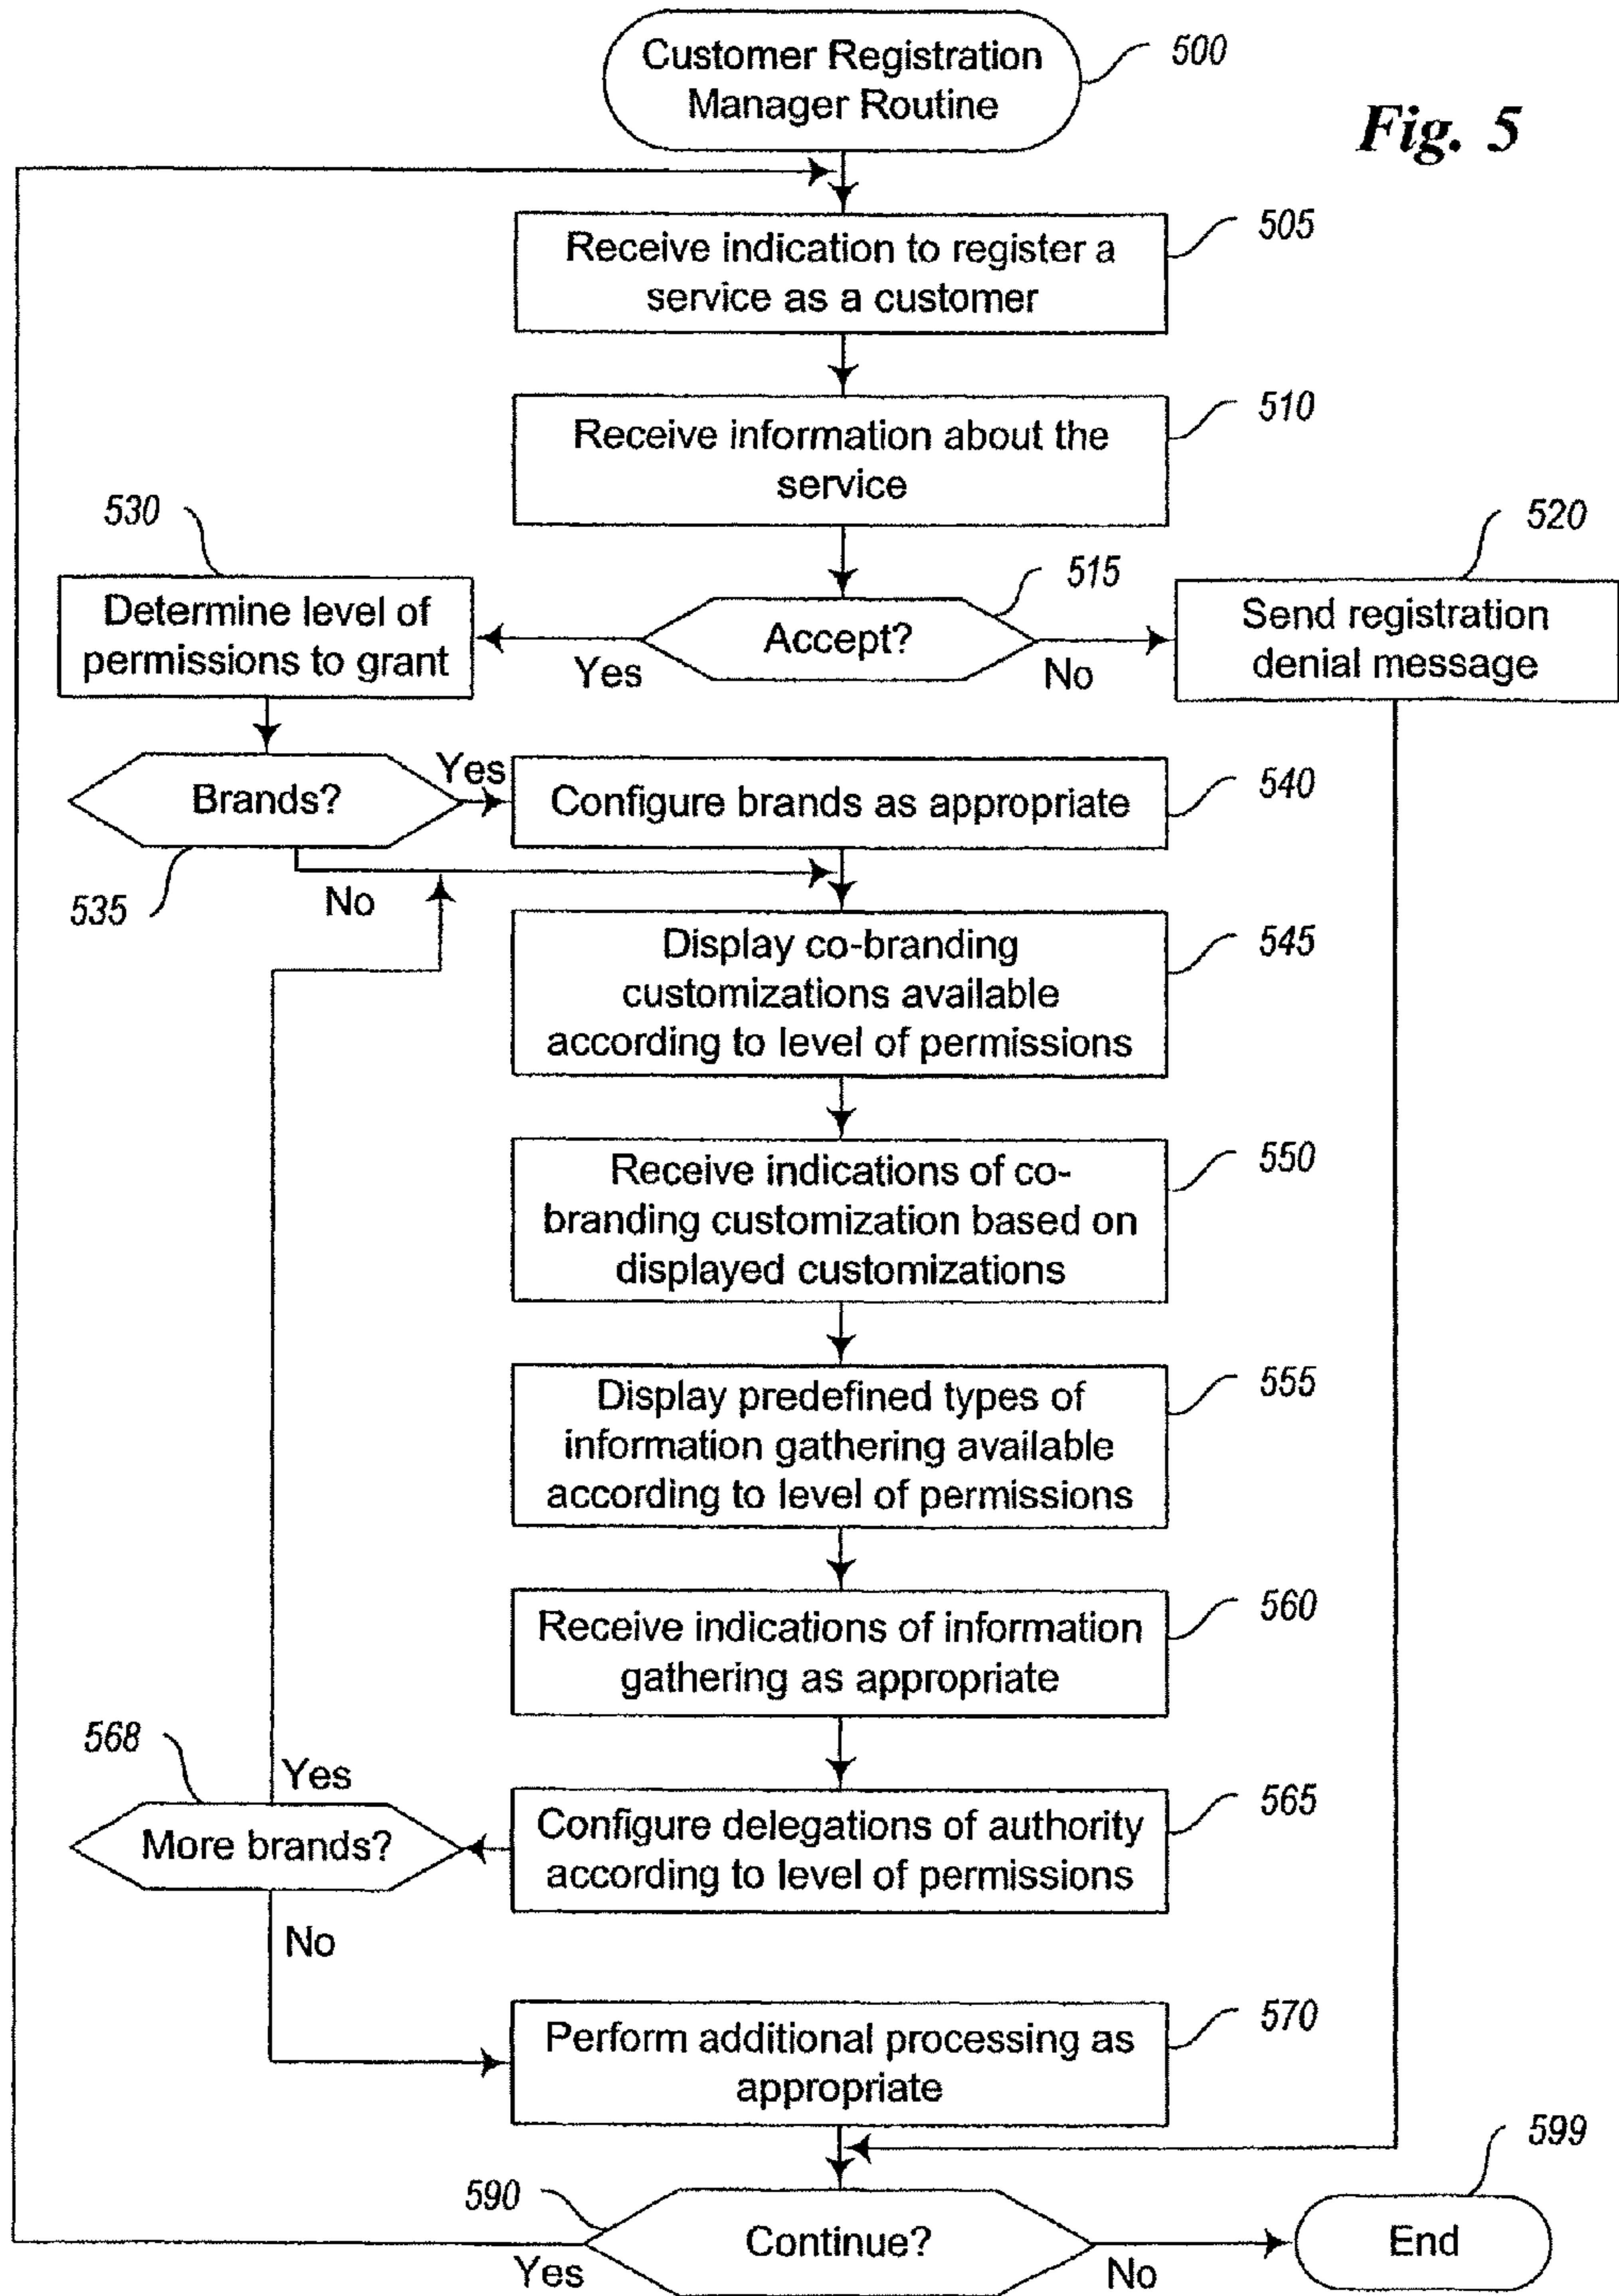 Customer Registration
Manager Routine
500
Fig. 5
505
Receive indication to register a
service as a customer
510
Receive information about the
service
530
520
515
Determine level of
permissions to grant
Accept?
Yes
No
Send registration
denial message
Brands?
Yes
Configure brands as appropriate
540
535
No
545
Display co-branding
customizations available
according to level of permissions
550
Receive indications of co-
branding customization based on
displayed customizations
555
Display predefined types of
information gathering available
according to level of permissions
560
Receive indications of information
gathering as appropriate
568
Yes
565
More brands?
Configure delegations of authority
according to level of permissions
No
570
Perform additional processing as
appropriate
599
590
Continue?
Yes
No
End